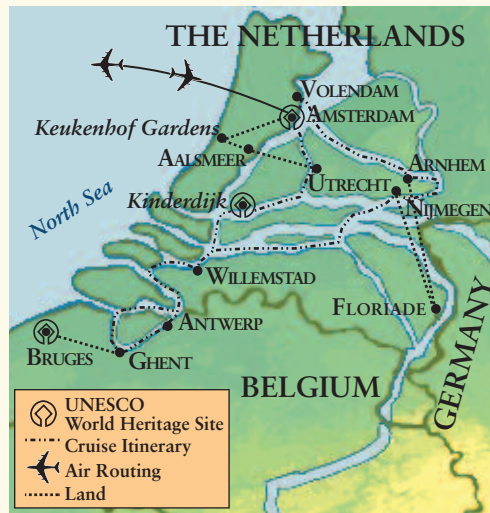 THE NETHERLANDS
VOLENDAM
AMSTERDAM
Keukenhof Gardens
AALSMEER
ARNHEM
UTRECHT
Kinderdijk
NIJMEGEN
North Sea
WILLEMSTAD
FLORIADE
ANTWERP
BRUGES
GHENT
BELGIUM
GERMANY
UNESCO
World Heritage Site
Cruise Itinerary
Air Routing
Land